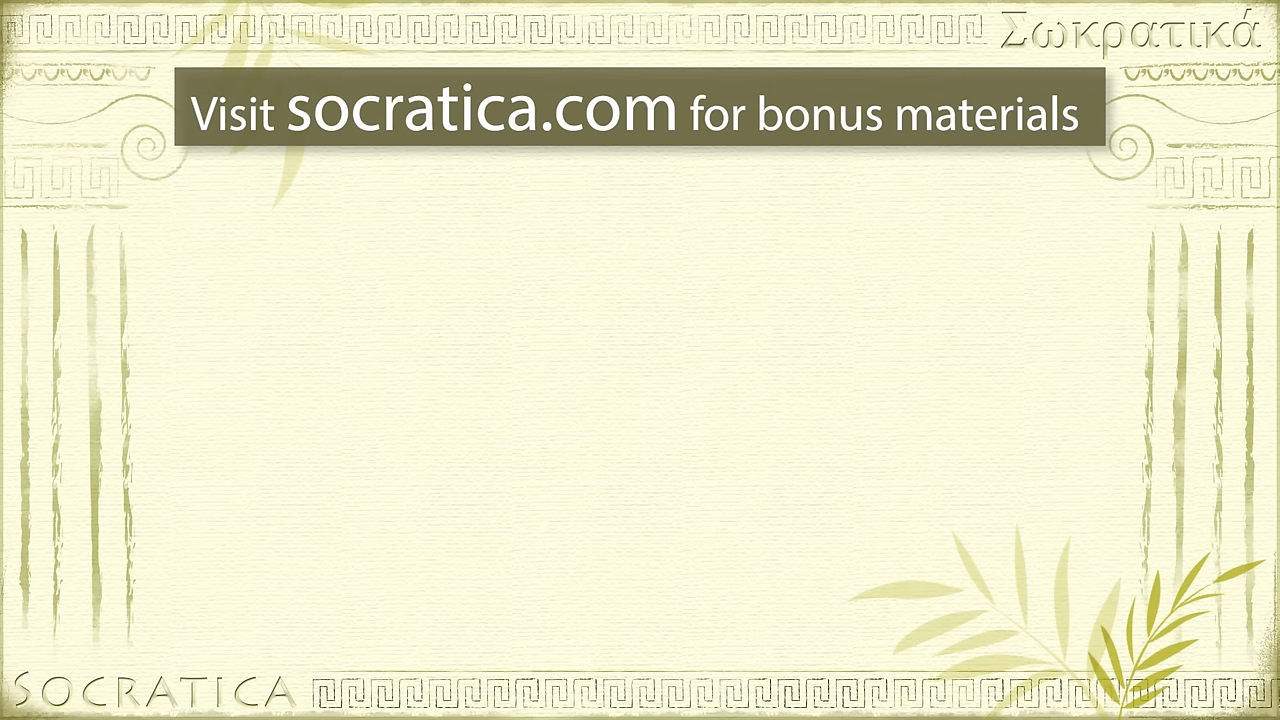 Σωκρατικά
Visit socratica.com for bonus materials
SOCRATICA